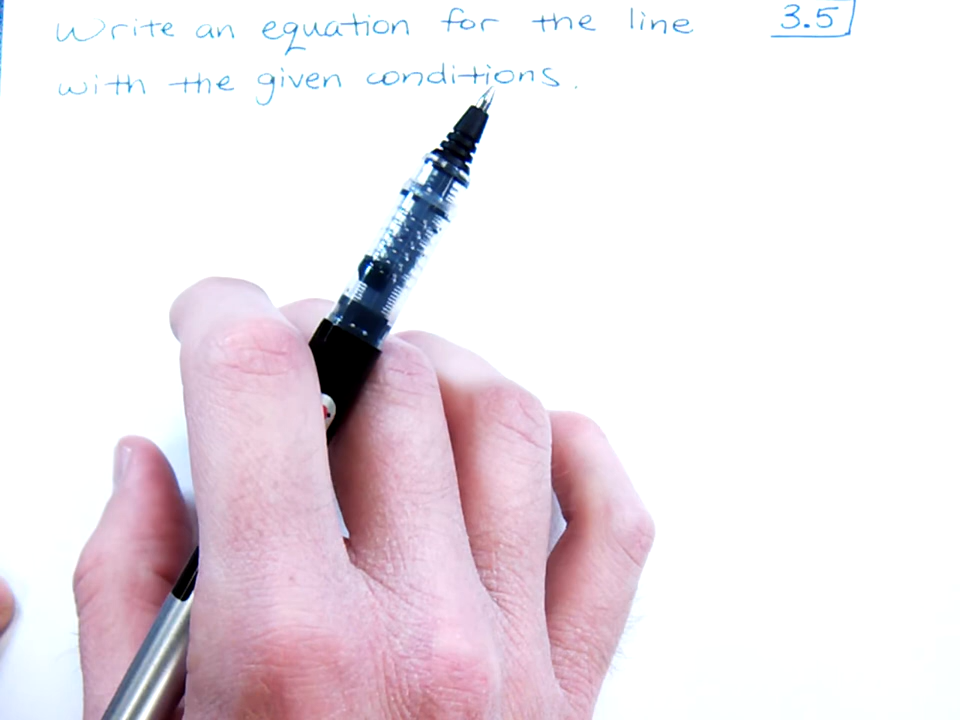 Write an equation for the line 3.5
with the given conditions.